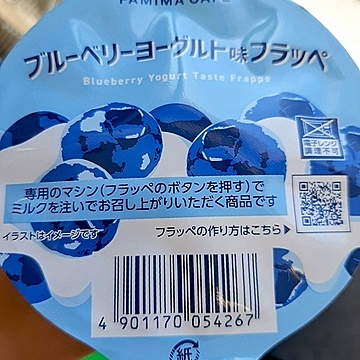 FAMIMA CAFÉ
ブルーベリーヨーグルト味フラッペ
Blueberry Yogurt Taste Frappe
電子レンジ
調理不可
専用のマシン(フラッペのボタンを押す)で
ミルクを注いでお召し上がりいただく商品です
イラストはイメージです
フラッペの作り方はこちら▶
4 901170 054267
紙